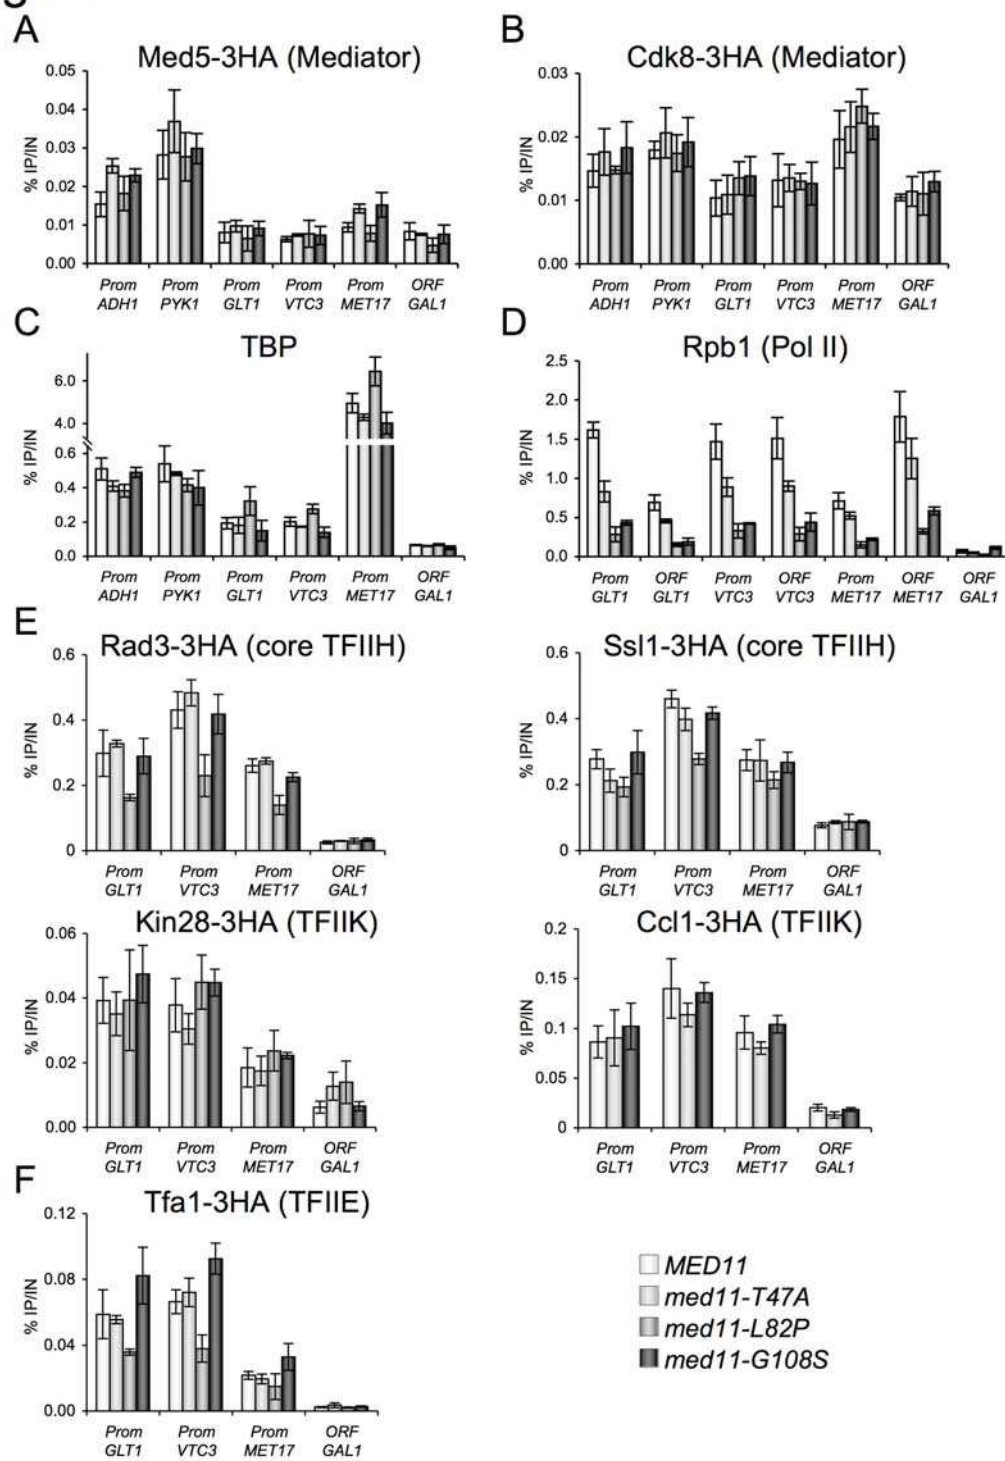 A
Med5-3HA (Mediator)
% IP/IN
0.05
0.04
0.03
0.02
0.01
0.00
Prom Prom Prom Prom Prom ORF
ADH1 PYK1 GLT1 VTC3 MET17 GAL1
B
Cdk8-3HA (Mediator)
% IP/IN
0.03
0.02
0.01
0.00
Prom Prom Prom Prom Prom ORF
ADH1 PYK1 GLT1 VTC3 MET17 GAL1
C
TBP
% IP/IN
6.0
4.0
0.6
0.4
0.2
0.0
Prom Prom Prom Prom Prom ORF
ADH1 PYK1 GLT1 VTC3 MET17 GAL1
D
Rpb1 (Pol II)
% IP/IN
2.5
2.0
1.5
1.0
0.5
0.0
Prom ORF Prom ORF Prom ORF ORF
GLT1 GLT1 VTC3 VTC3 MET17 MET17 GAL1
E
Rad3-3HA (core TFIIH)
% IP/IN
0.6
0.4
0.2
0
Prom Prom Prom ORF
GLT1 VTC3 MET17 GAL1
Ssl1-3HA (core TFIIH)
% IP/IN
0.6
0.4
0.2
0
Prom Prom Prom ORF
GLT1 VTC3 MET17 GAL1
Kin28-3HA (TFIIK)
% IP/IN
0.06
0.04
0.02
0.00
Prom Prom Prom ORF
GLT1 VTC3 MET17 GAL1
Ccl1-3HA (TFIIK)
% IP/IN
0.2
0.15
0.1
0.05
0
Prom Prom Prom ORF
GLT1 VTC3 MET17 GAL1
F
Tfa1-3HA (TFIIE)
% IP/IN
0.12
0.08
0.04
0.00
Prom Prom Prom ORF
GLT1 VTC3 MET17 GAL1
MED11
med11-T47A
med11-L82P
med11-G108S